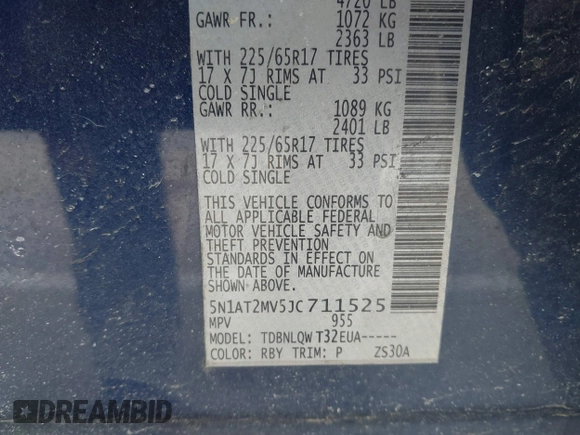 4726 LB
GAWR FR.: 1072 KG
2363 LB
WITH 225/65R17 TIRES
17 X 7J RIMS AT 33 PSI
COLD SINGLE
GAWR RR.: 1089 KG
2401 LB
WITH 225/65R17 TIRES
17 X 7J RIMS AT 33 PSI
COLD SINGLE
THIS VEHICLE CONFORMS TO
ALL APPLICABLE FEDERAL
MOTOR VEHICLE SAFETY AND
THEFT PREVENTION
STANDARDS IN EFFECT ON
THE DATE OF MANUFACTURE
SHOWN ABOVE.
5N1AT2MV5JC711525
MPV 955
MODEL: TDBNLQW T32EUA-----
COLOR: RBY TRIM: P ZS30A
DREAMBID